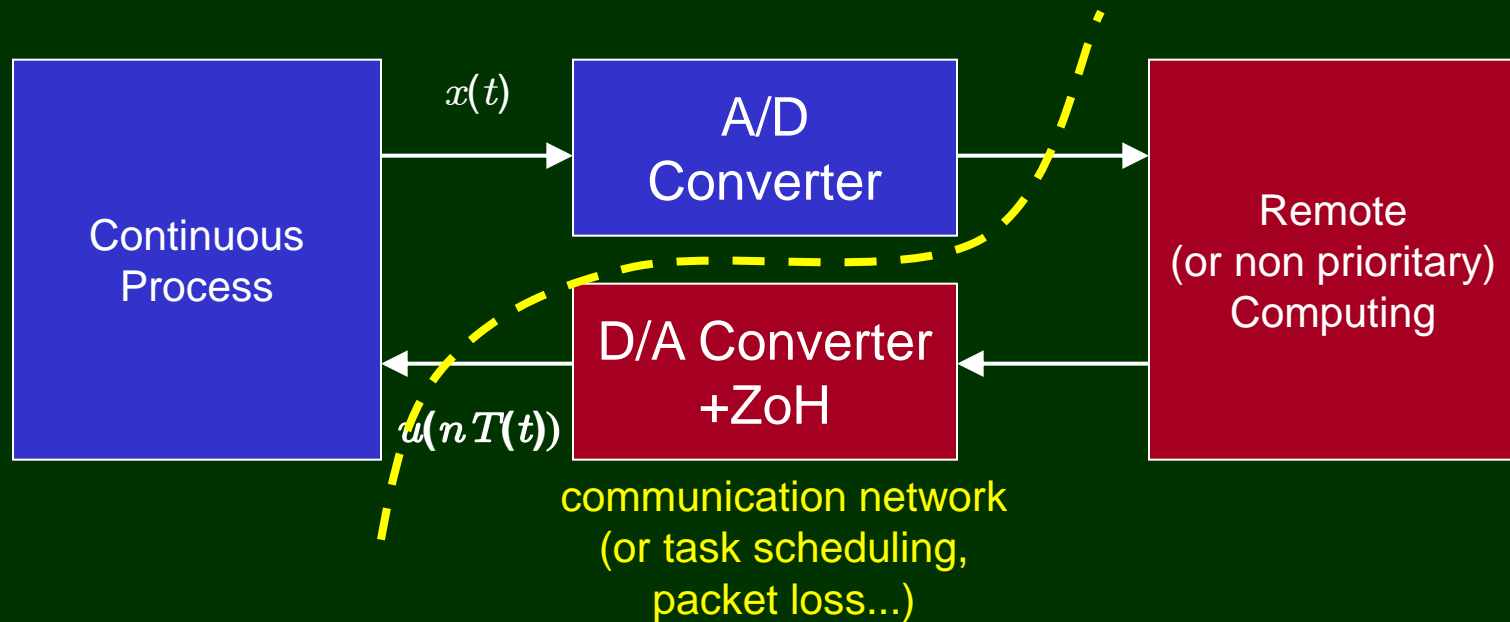 Continuous
Process
x(t)
A/D
Converter
Remote
(or non prioritary)
Computing
D/A Converter
+ZoH
u(nT(t))
communication network
(or task scheduling,
packet loss...)